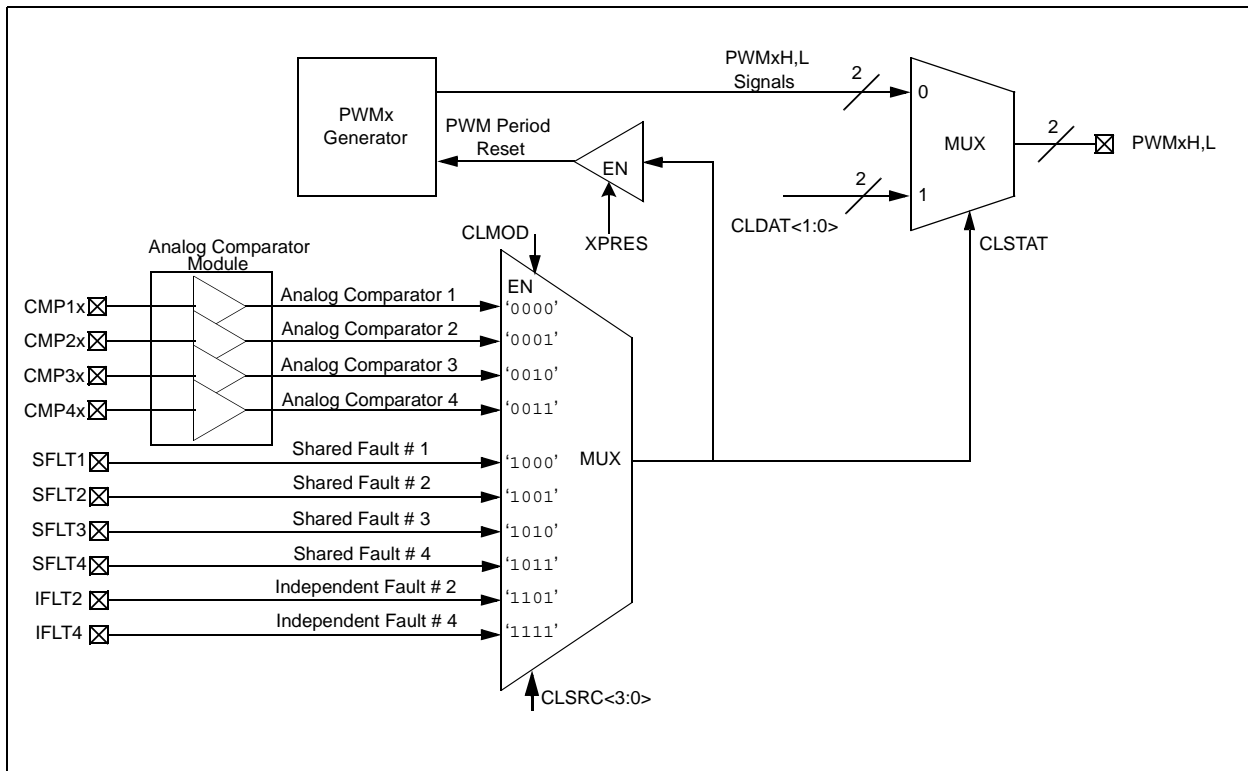 PWMxH,L
Signals
2
0
PWMx
Generator
PWM Period
Reset
EN
XPRES
MUX
2
PWMxH,L
2
1
CLDAT<1:0>
CLSTAT
CLMOD
Analog Comparator
Module
EN
CMP1x
Analog Comparator 1
‘0000’
CMP2x
Analog Comparator 2
‘0001’
CMP3x
Analog Comparator 3
‘0010’
CMP4x
Analog Comparator 4
‘0011’
SFLT1
Shared Fault # 1
‘1000’
MUX
SFLT2
Shared Fault # 2
‘1001’
SFLT3
Shared Fault # 3
‘1010’
SFLT4
Shared Fault # 4
‘1011’
IFLT2
Independent Fault # 2
‘1101’
IFLT4
Independent Fault # 4
‘1111’
CLSRC<3:0>